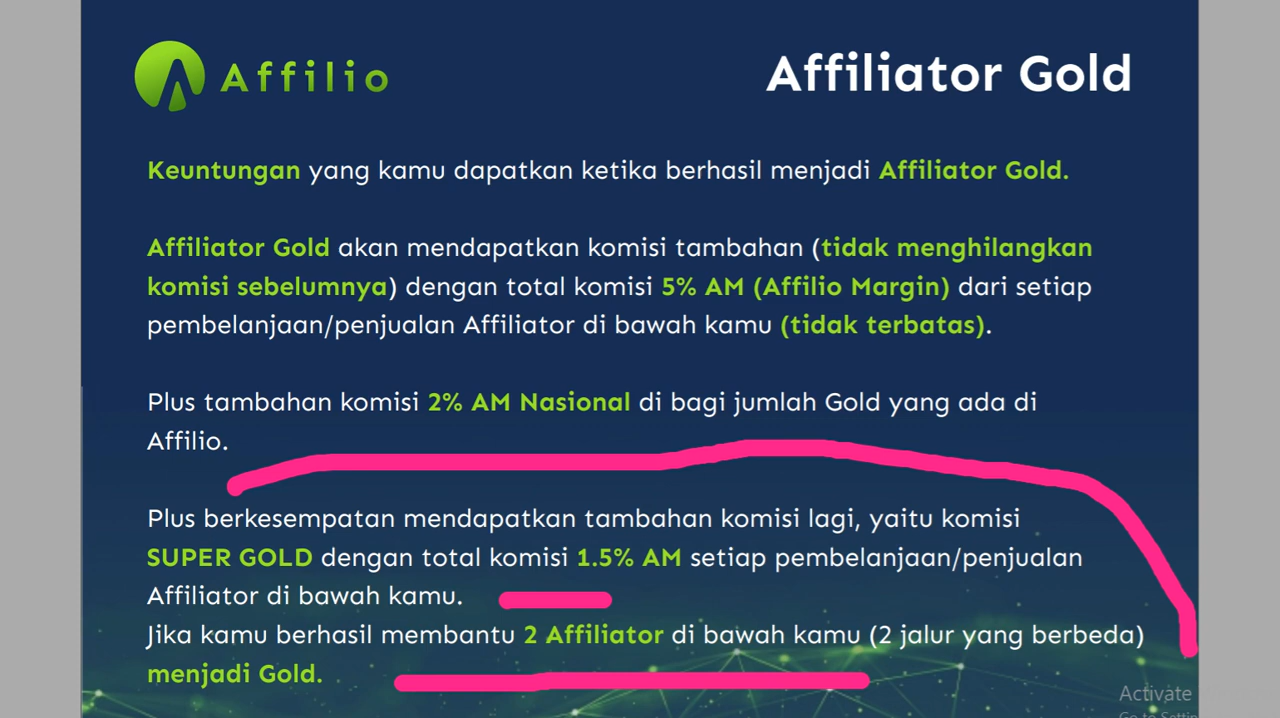 Affilio
Affiliator Gold
Keuntungan yang kamu dapatkan ketika berhasil menjadi Affiliator Gold.
Affiliator Gold akan mendapatkan komisi tambahan (tidak menghilangkan
komisi sebelumnya) dengan total komisi 5% AM (Affilio Margin) dari setiap
pembelanjaan/penjualan Affiliator di bawah kamu (tidak terbatas).
Plus tambahan komisi 2% AM Nasional di bagi jumlah Gold yang ada di
Affilio.
Plus berkesempatan mendapatkan tambahan komisi lagi, yaitu komisi
SUPER GOLD dengan total komisi 1.5% AM setiap pembelanjaan/penjualan
Affiliator di bawah kamu.
Jika kamu berhasil membantu 2 Affiliator di bawah kamu (2 jalur yang berbeda)
menjadi Gold.
Activate